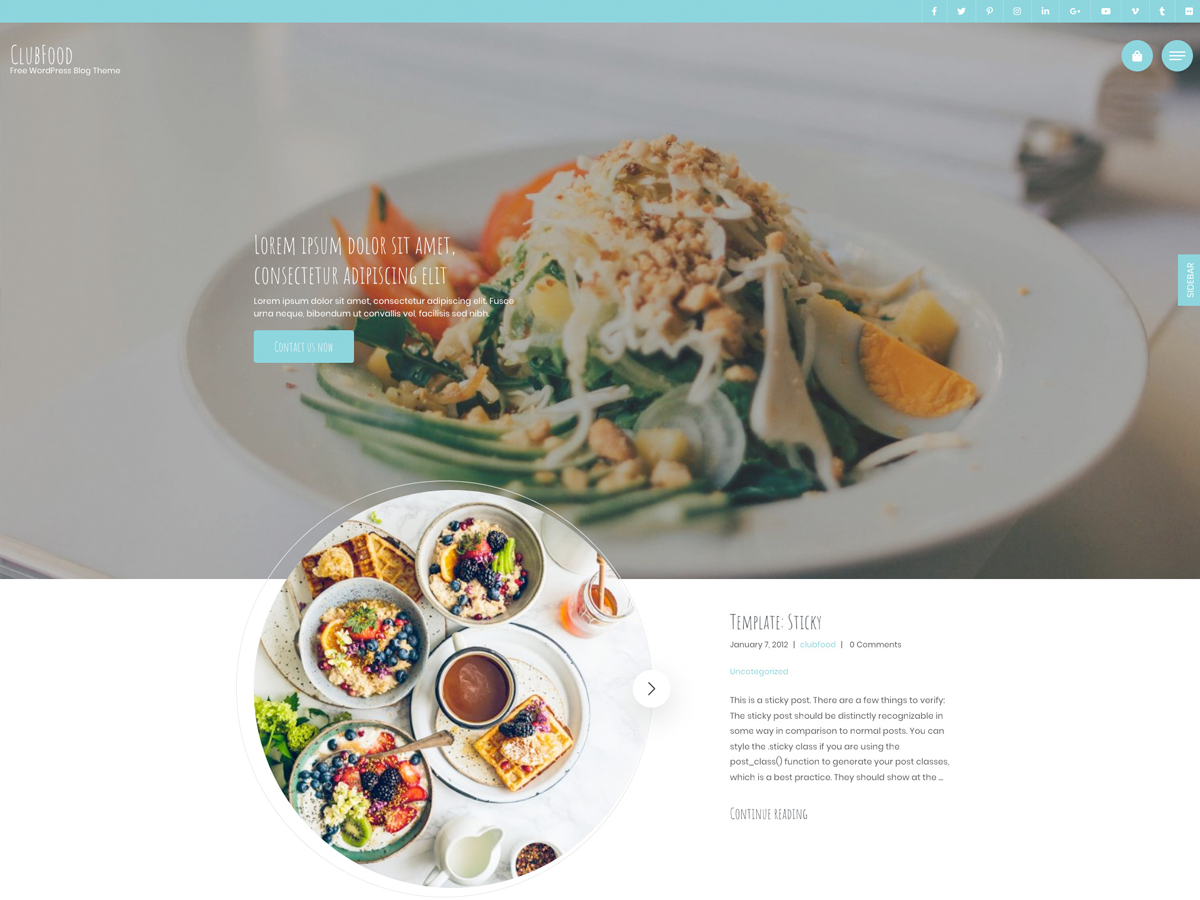 ClubFood
Free WordPress Blog Theme
SIDEBAR
Lorem ipsum dolor sit amet,
consectetur adipiscing elit
Lorem ipsum dolor sit amet, consectetur adipiscing elit. Fusce
urna neque, bibendum ut convallis vel, facilisis sed nibh.
Contact us now
Template: Sticky
January 7, 2012 | clubfood | 0 Comments
Uncategorized
This is a sticky post. There are a few things to verify:
The sticky post should be distinctly recognizable in
some way in comparison to normal posts. You can
style the .sticky class if you are using the
post_class() function to generate your post classes,
which is a best practice. They should show at the ...
Continue reading